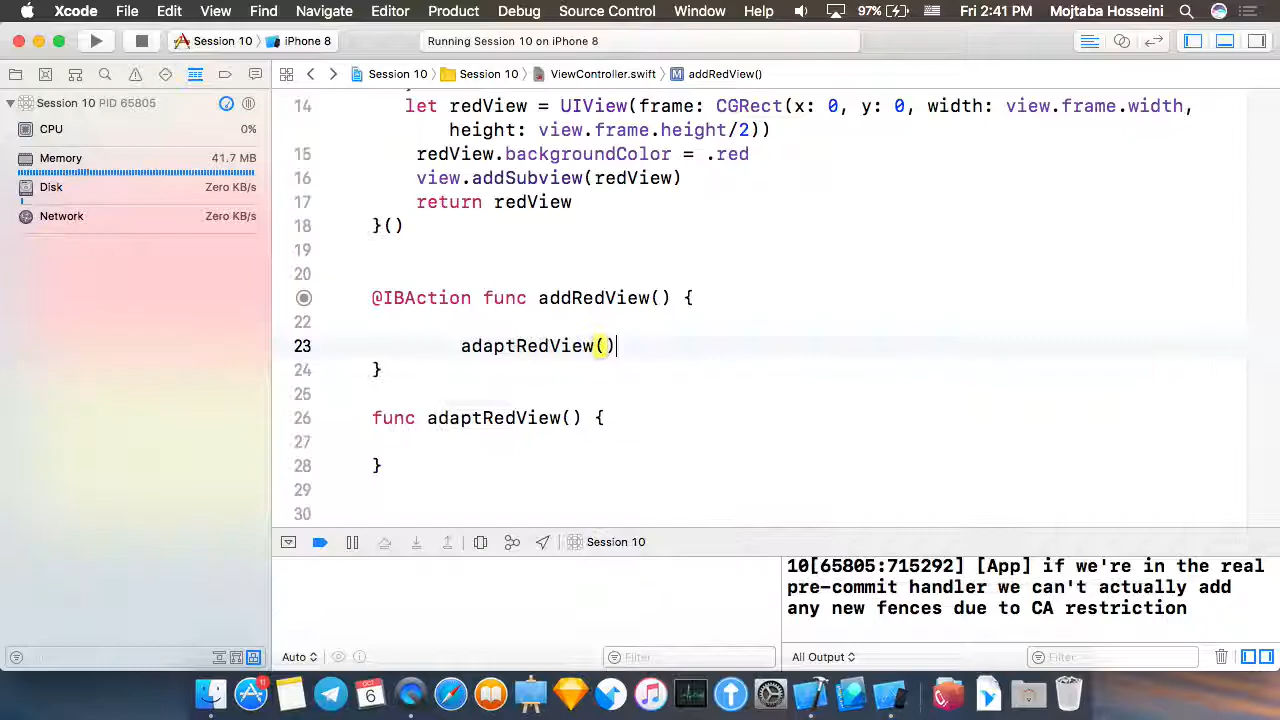 Xcode File Edit View Find Navigate Editor Product Debug Source Control Window Help 97% Fri 2:41 PM Mojtaba Hosseini
Session 10 iPhone 8 Running Session 10 on iPhone 8
Session 10 Session 10 ViewController.swift addRedView()
Session 10 PID 65805
CPU 0%
Memory 41.7 MB
Disk Zero KB/s
Network Zero KB/s
14 let redView = UIView(frame: CGRect(x: 0, y: 0, width: view.frame.width,
height: view.frame.height/2))
15 redView.backgroundColor = .red
16 view.addSubview(redView)
17 return redView
18 }()
19
20
@IBAction func addRedView() {
22
23 adaptRedView()
24 }
25
26 func adaptRedView() {
27
28 }
29
30
Session 10
10[65805:715292] [App] if we're in the real
pre-commit handler we can't actually add
any new fences due to CA restriction
Auto Filter All Output Filter
11
6